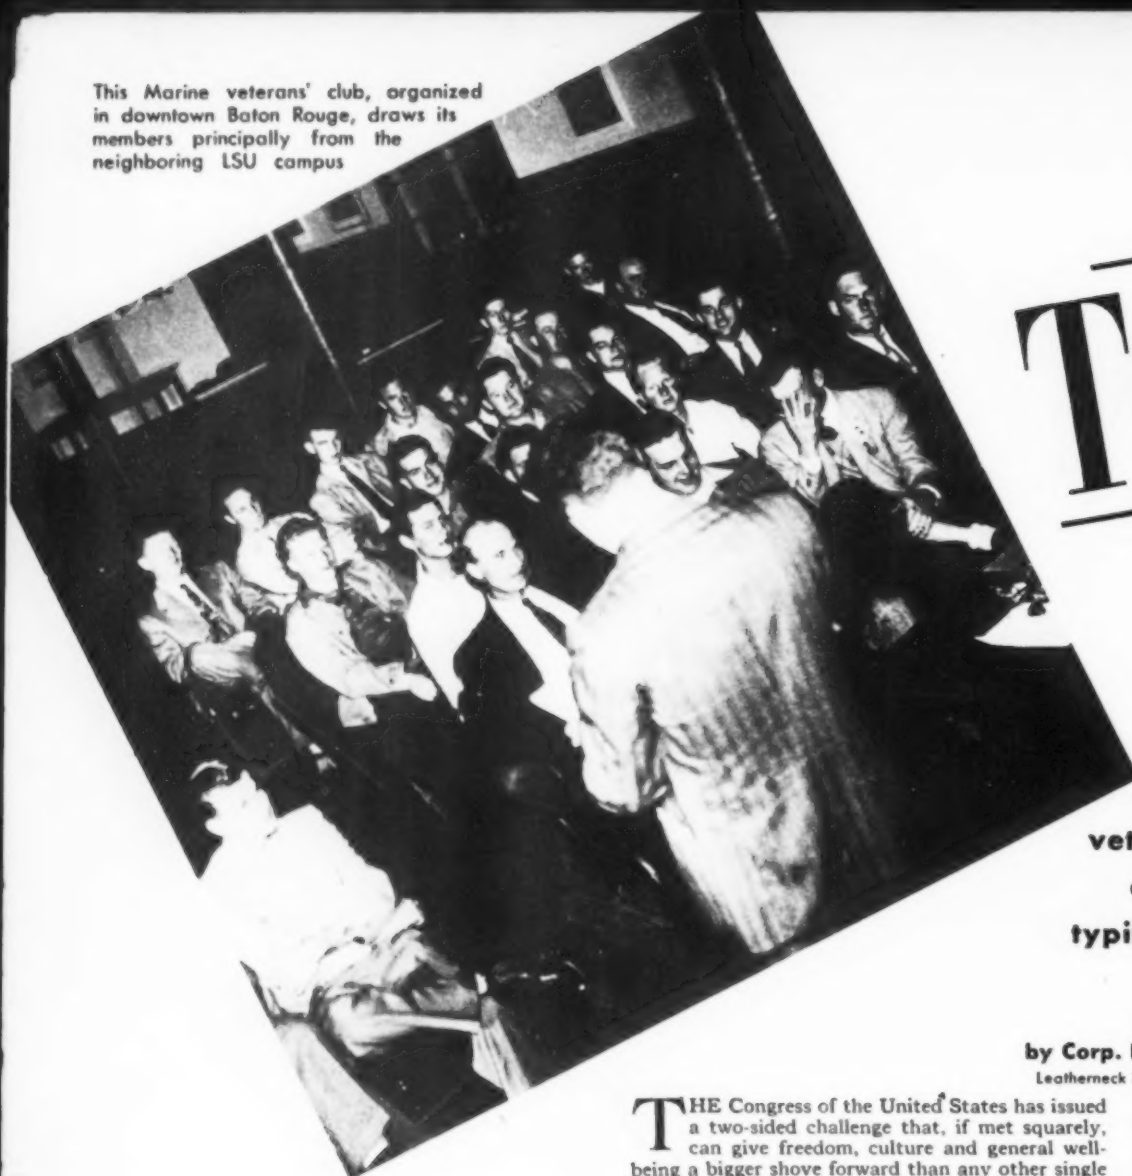 This Marine veterans' club, organized
in downtown Baton Rouge, draws its
members principally from the
neighboring LSU campus
T
by Corp.
Leatherneck
THE Congress of the United States has issued
a two-sided challenge that, if met squarely,
can give freedom, culture and general well-
being a bigger shove forward than any other single